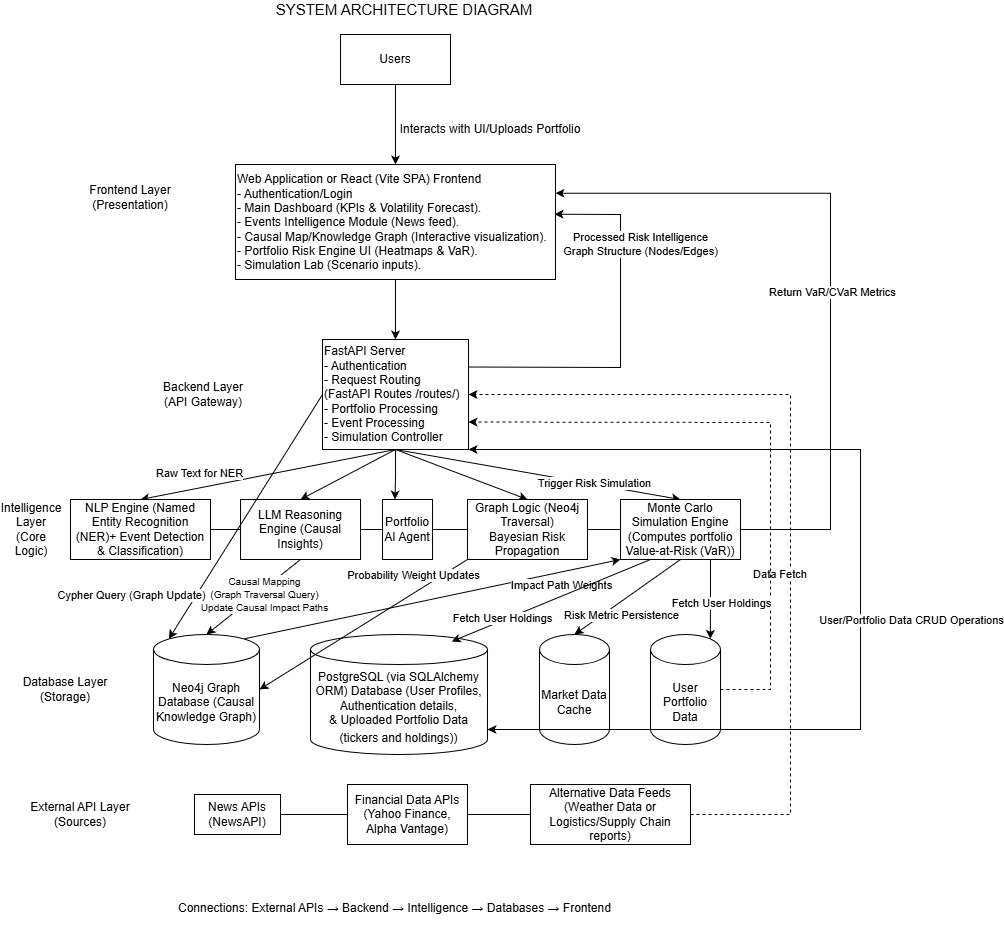 SYSTEM ARCHITECTURE DIAGRAM
Users
Interacts with UI/Uploads Portfolio
Frontend Layer
(Presentation)
Web Application or React (Vite SPA) Frontend
- Authentication/Login
- Main Dashboard (KPIs & Volatility Forecast).
- Events Intelligence Module (News feed).
- Causal Map/Knowledge Graph (Interactive visualization).
- Portfolio Risk Engine UI (Heatmaps & VaR).
- Simulation Lab (Scenario inputs).
Processed Risk Intelligence
Graph Structure (Nodes/Edges)
Return VaR/CVaR Metrics
Backend Layer
(API Gateway)
FastAPI Server
- Authentication
- Request Routing
(FastAPI Routes /routes/)
- Portfolio Processing
- Event Processing
- Simulation Controller
Raw Text for NER
Trigger Risk Simulation
Intelligence
Layer
(Core
Logic)
NLP Engine (Named
Entity Recognition
(NER)+ Event Detection
& Classification)
LLM Reasoning
Engine (Causal
Insights)
Portfolio
AI Agent
Graph Logic (Neo4j
Traversal)
Bayesian Risk
Propagation
Monte Carlo
Simulation Engine
(Computes portfolio
Value-at-Risk (VaR))
Cypher Query (Graph Update)
Causal Mapping
(Graph Traversal Query)
Update Causal Impact Paths
Probability Weight Updates
Impact Path Weights
Data Fetch
Fetch User Holdings
Risk Metric Persistence
Fetch User Holdings
User/Portfolio Data CRUD Operations
Database Layer
(Storage)
Neo4j Graph
Database (Causal
Knowledge Graph)
PostgreSQL (via SQLAlchemy
ORM) Database (User Profiles,
Authentication details,
& Uploaded Portfolio Data
(tickers and holdings))
Market Data
Cache
User
Portfolio
Data
External API Layer
(Sources)
News APIs
(NewsAPI)
Financial Data APIs
(Yahoo Finance,
Alpha Vantage)
Alternative Data Feeds
(Weather Data or
Logistics/Supply Chain
reports)
Connections: External APIs → Backend → Intelligence → Databases → Frontend